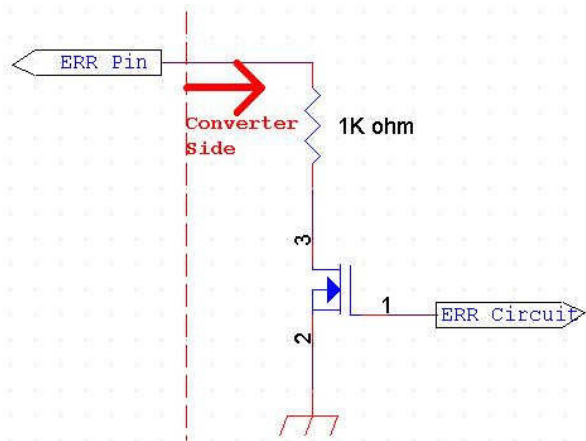 ERR Pin
Converter
Side
1K ohm
3
1
ERR Circuit
2